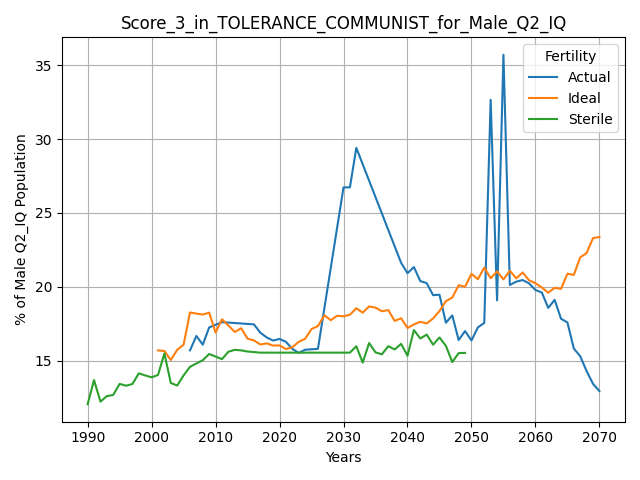 Score_3_in_TOLERANCE_COMMUNIST_for_Male_Q2_IQ
% of Male Q2_IQ Population
35
30
25
20
15
Fertility
Actual
Ideal
Sterile
1990 2000 2010 2020 2030 2040 2050 2060 2070
Years